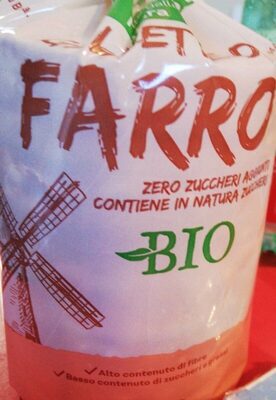 FARRO
ZERO ZUCCHERI AGGIUNTI
CONTIENE IN NATURA ZUCCHERI
BIO
✓ Alto contenuto di fibre
✓ Basso contenuto di zuccheri e grassi